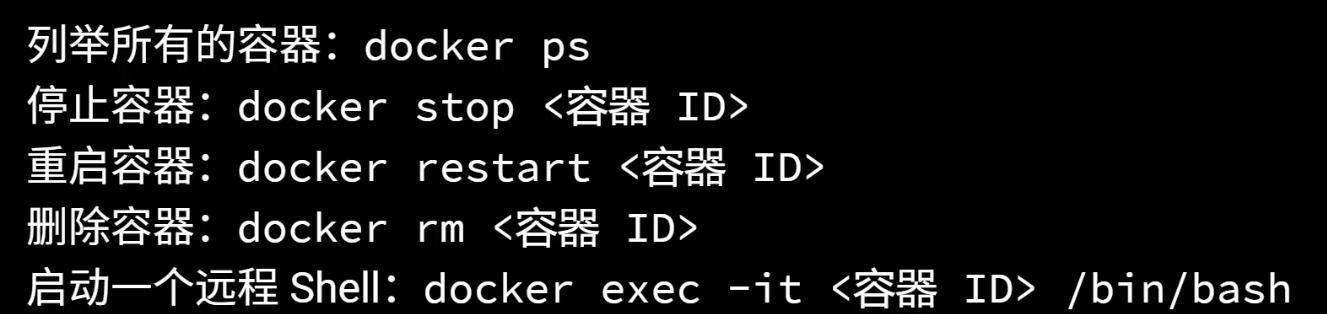 列举所有的容器：docker ps
停止容器：docker stop <容器 ID>
重启容器：docker restart <容器 ID>
删除容器：docker rm <容器 ID>
启动一个远程 Shell：docker exec -it <容器 ID> /bin/bash